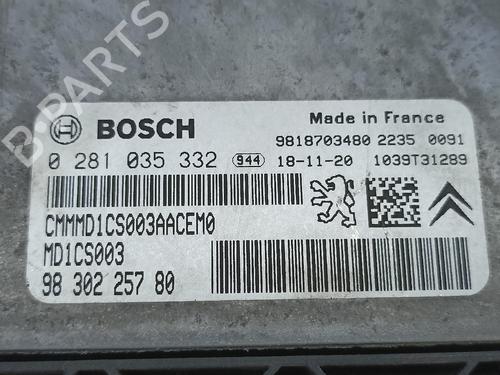 B-PARTS
BOSCH
Made in France
9818703480 2235 0091
0 281 035 332 944 18-11-20 1039T31289
CMMMD1CS003AACEM0
MD1CS003
98 302 257 80